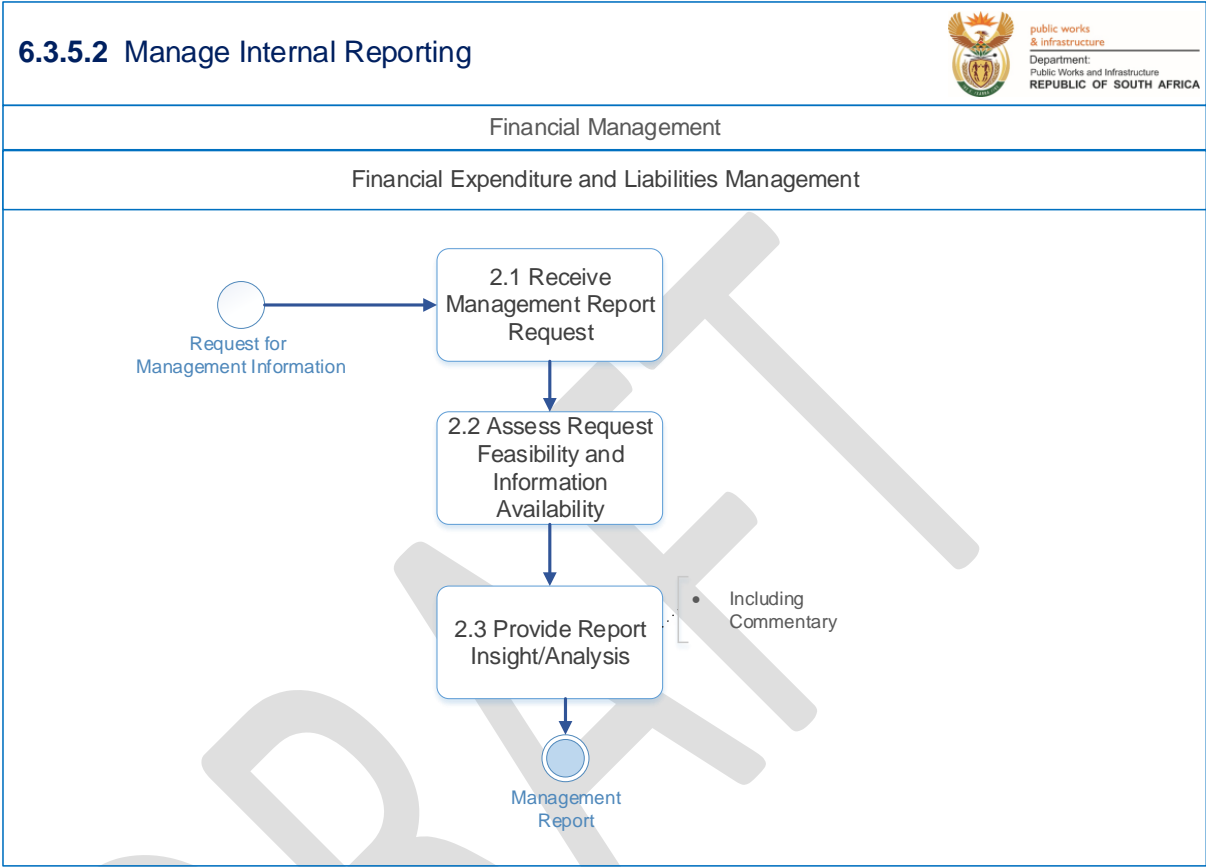 6.3.5.2 Manage Internal Reporting
public works
& infrastructure
Department:
Public Works and Infrastructure
REPUBLIC OF SOUTH AFRICA
Financial Management
Financial Expenditure and Liabilities Management
2.1 Receive
Management Report
Request
Request for
Management Information
2.2 Assess Request
Feasibility and
Information
Availability
2.3 Provide Report
Insight/Analysis
• Including
Commentary
Management
Report
DRAFT